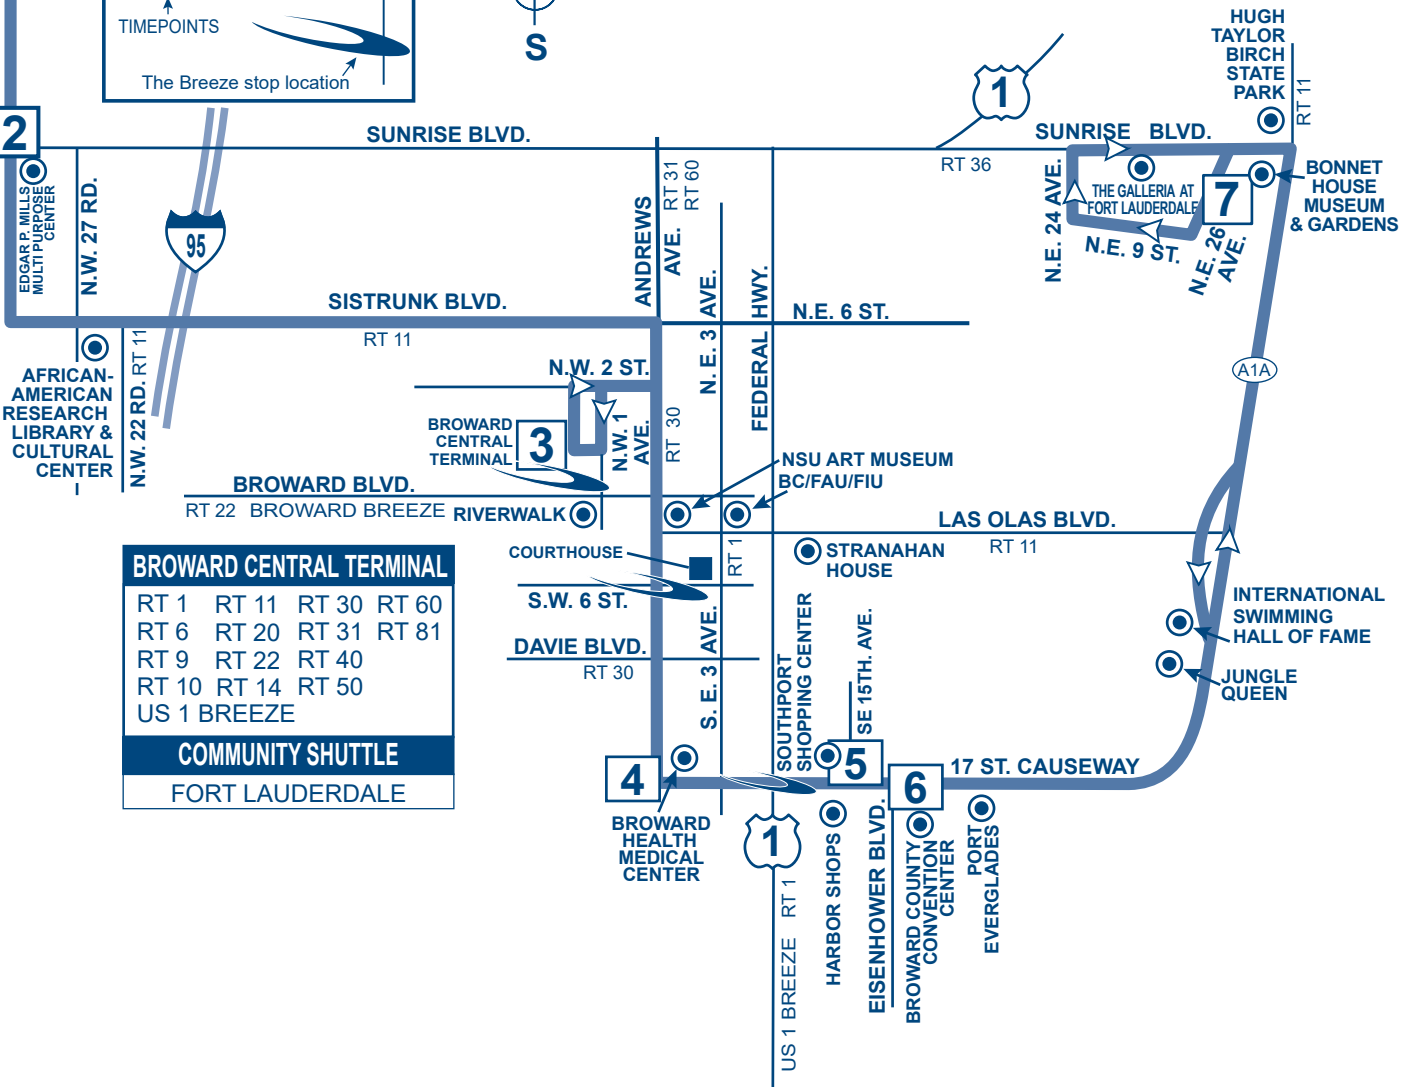 TIMEPOINTS
The Breeze stop location
S
HUGH
TAYLOR
BIRCH
STATE
PARK
RT 11
1
2
SUNRISE BLVD.
SUNRISE BLVD.
RT 36
EDGAR P. MILLS
MULTI PURPOSE
CENTER
N.W. 27 RD.
95
ANDREWS
AVE.
RT 31
RT 60
N.E. 3 AVE.
FEDERAL HWY.
N.E. 24 AVE.
THE GALLERIA AT
FORT LAUDERDALE
7
BONNET
HOUSE
MUSEUM
& GARDENS
N.E. 9 ST.
N.E. 26
AVE.
SISTRUNK BLVD.
RT 11
N.E. 6 ST.
A1A
AFRICAN-
AMERICAN
RESEARCH
LIBRARY &
CULTURAL
CENTER
N.W. 22 RD.
RT 11
N.W. 2 ST.
BROWARD
CENTRAL
TERMINAL
3
N.W. 1
AVE.
RT 30
NSU ART MUSEUM
BC/FAU/FIU
BROWARD BLVD.
RT 22 BROWARD BREEZE
RIVERWALK
LAS OLAS BLVD.
RT 11
COURTHOUSE
RT 1
STRANAHAN
HOUSE
S.W. 6 ST.
DAVIE BLVD.
RT 30
S. E. 3 AVE.
INTERNATIONAL
SWIMMING
HALL OF FAME
JUNGLE
QUEEN
BROWARD CENTRAL TERMINAL
RT 1 RT 11 RT 30 RT 60
RT 6 RT 20 RT 31 RT 81
RT 9 RT 22 RT 40
RT 10 RT 14 RT 50
US 1 BREEZE
COMMUNITY SHUTTLE
FORT LAUDERDALE
SOUTHPORT
SHOPPING CENTER
SE 15TH. AVE.
4
5
6
17 ST. CAUSEWAY
BROWARD
HEALTH
MEDICAL
CENTER
1
US 1 BREEZE RT 1
HARBOR SHOPS
EISENHOWER BLVD.
BROWARD COUNTY
CONVENTION
CENTER
PORT
EVERGLADES